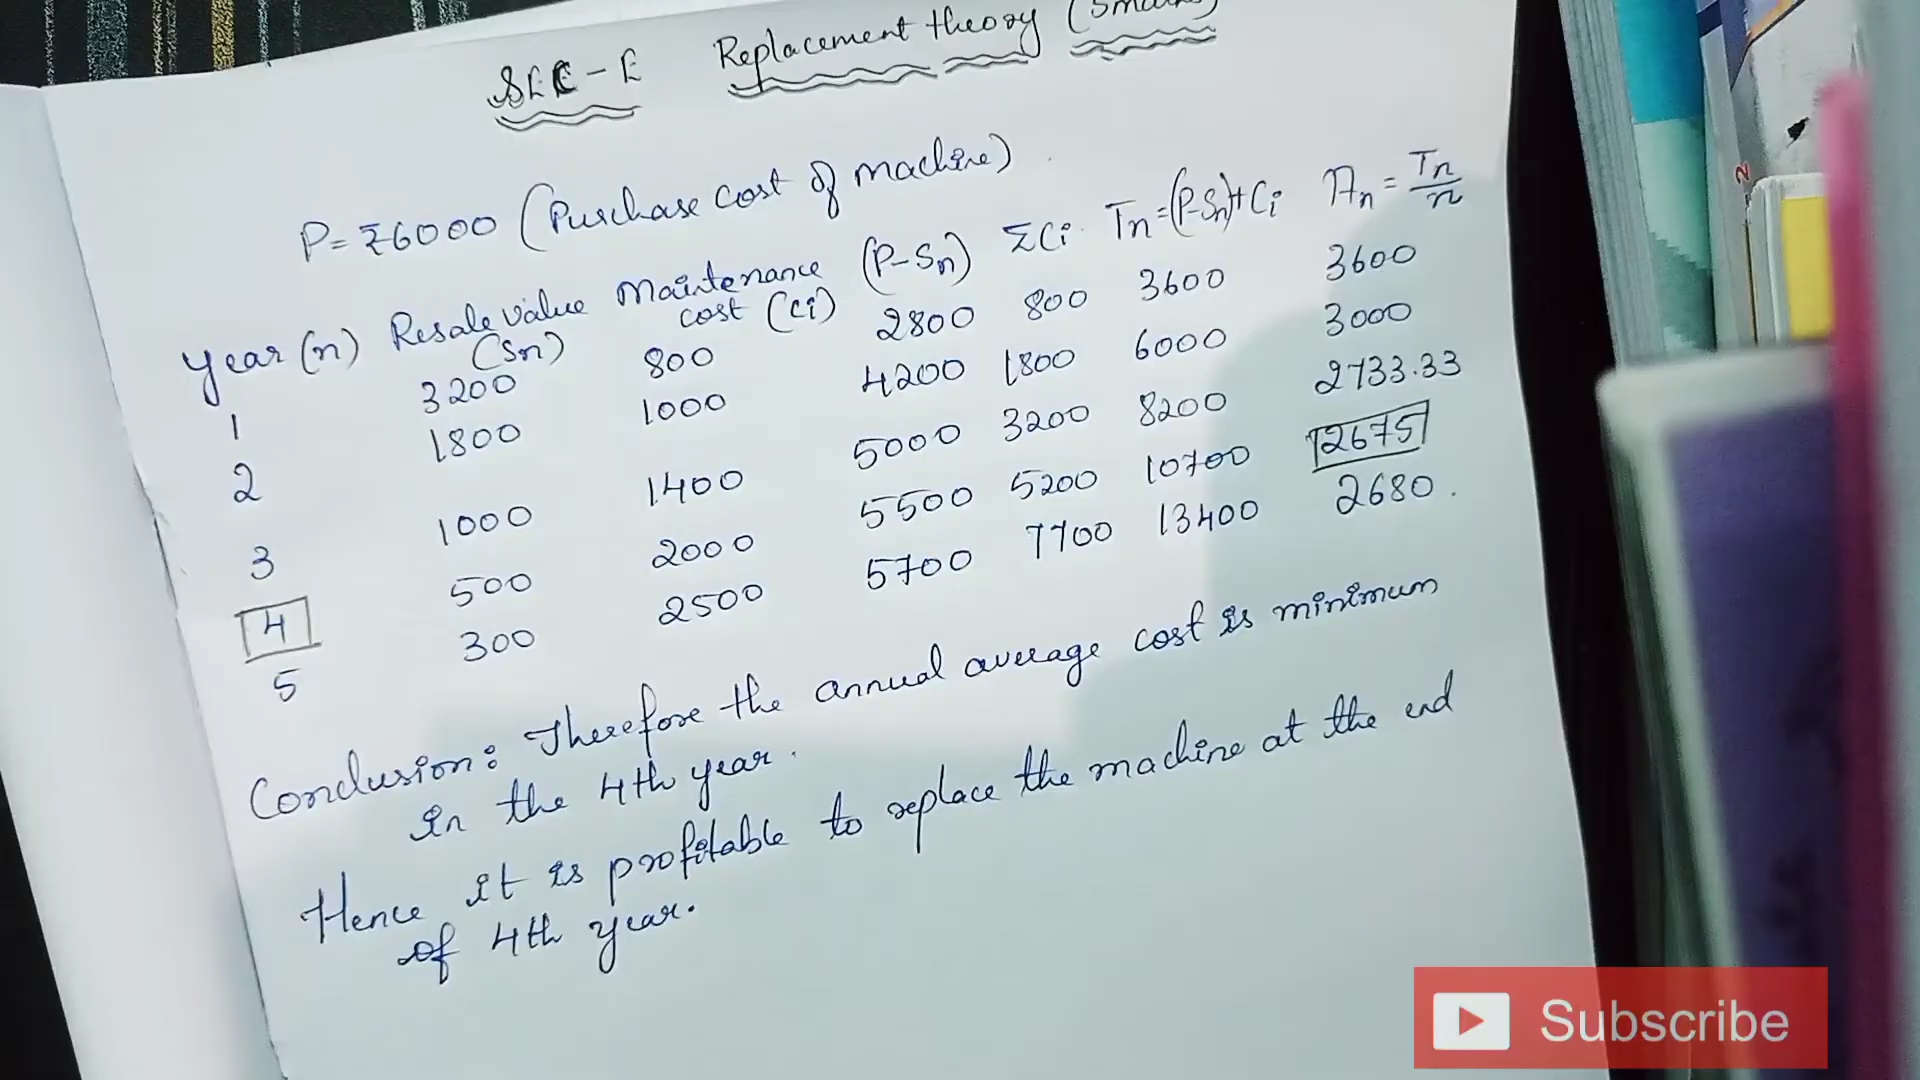 SEC - E Replacement theory (5marks)
P = ₹6000 (Purchase cost of machine)
Year (n) Resale value (Sn) Maintenance cost (Ci) (P-Sn) ΣCi Tn = (P-Sn)+Ci An = Tn/n
1 3200 800 2800 800 3600 3600
2 1800 1000 4200 1800 6000 3000
3 1000 1400 5000 3200 8200 2733.33
4 500 2000 5500 5200 10700 2675
5 300 2500 5700 7700 13400 2680.
Conclusion: Therefore the annual average cost is minimum
in the 4th year.
Hence it is profitable to replace the machine at the end
of 4th year.
Subscribe